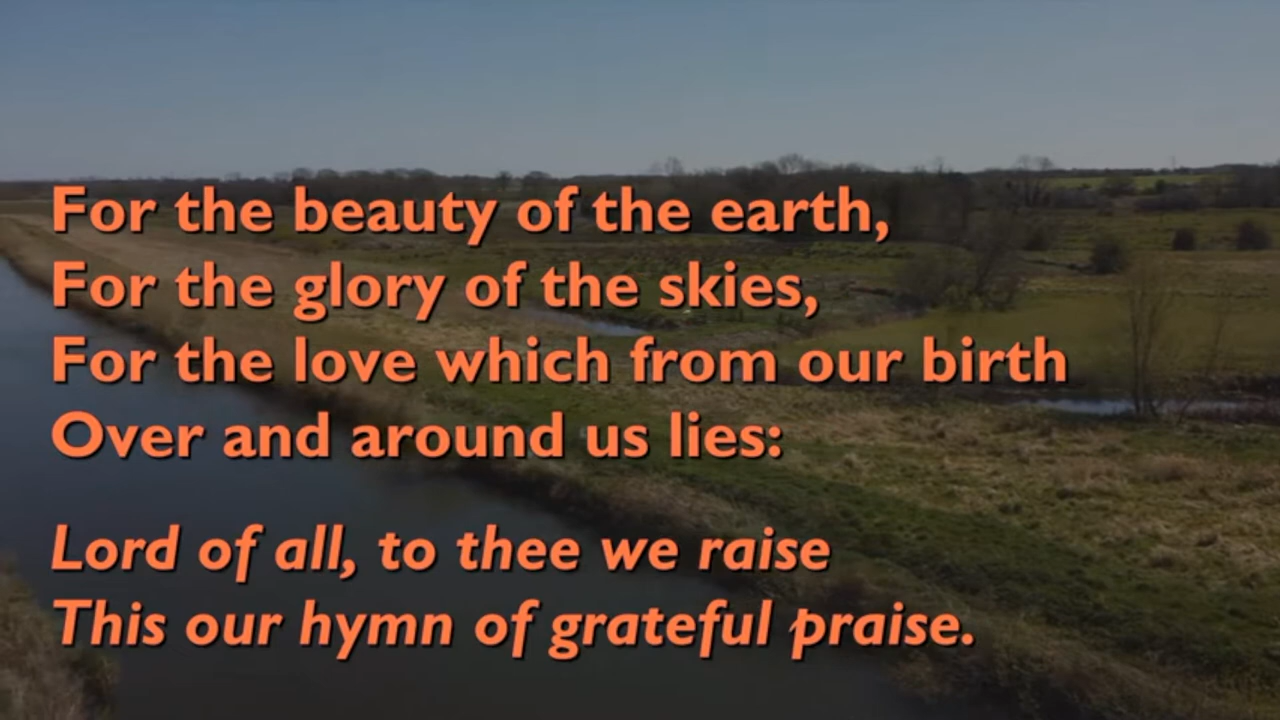 For the beauty of the earth,
For the glory of the skies,
For the love which from our birth
Over and around us lies:
Lord of all, to thee we raise
This our hymn of grateful praise.